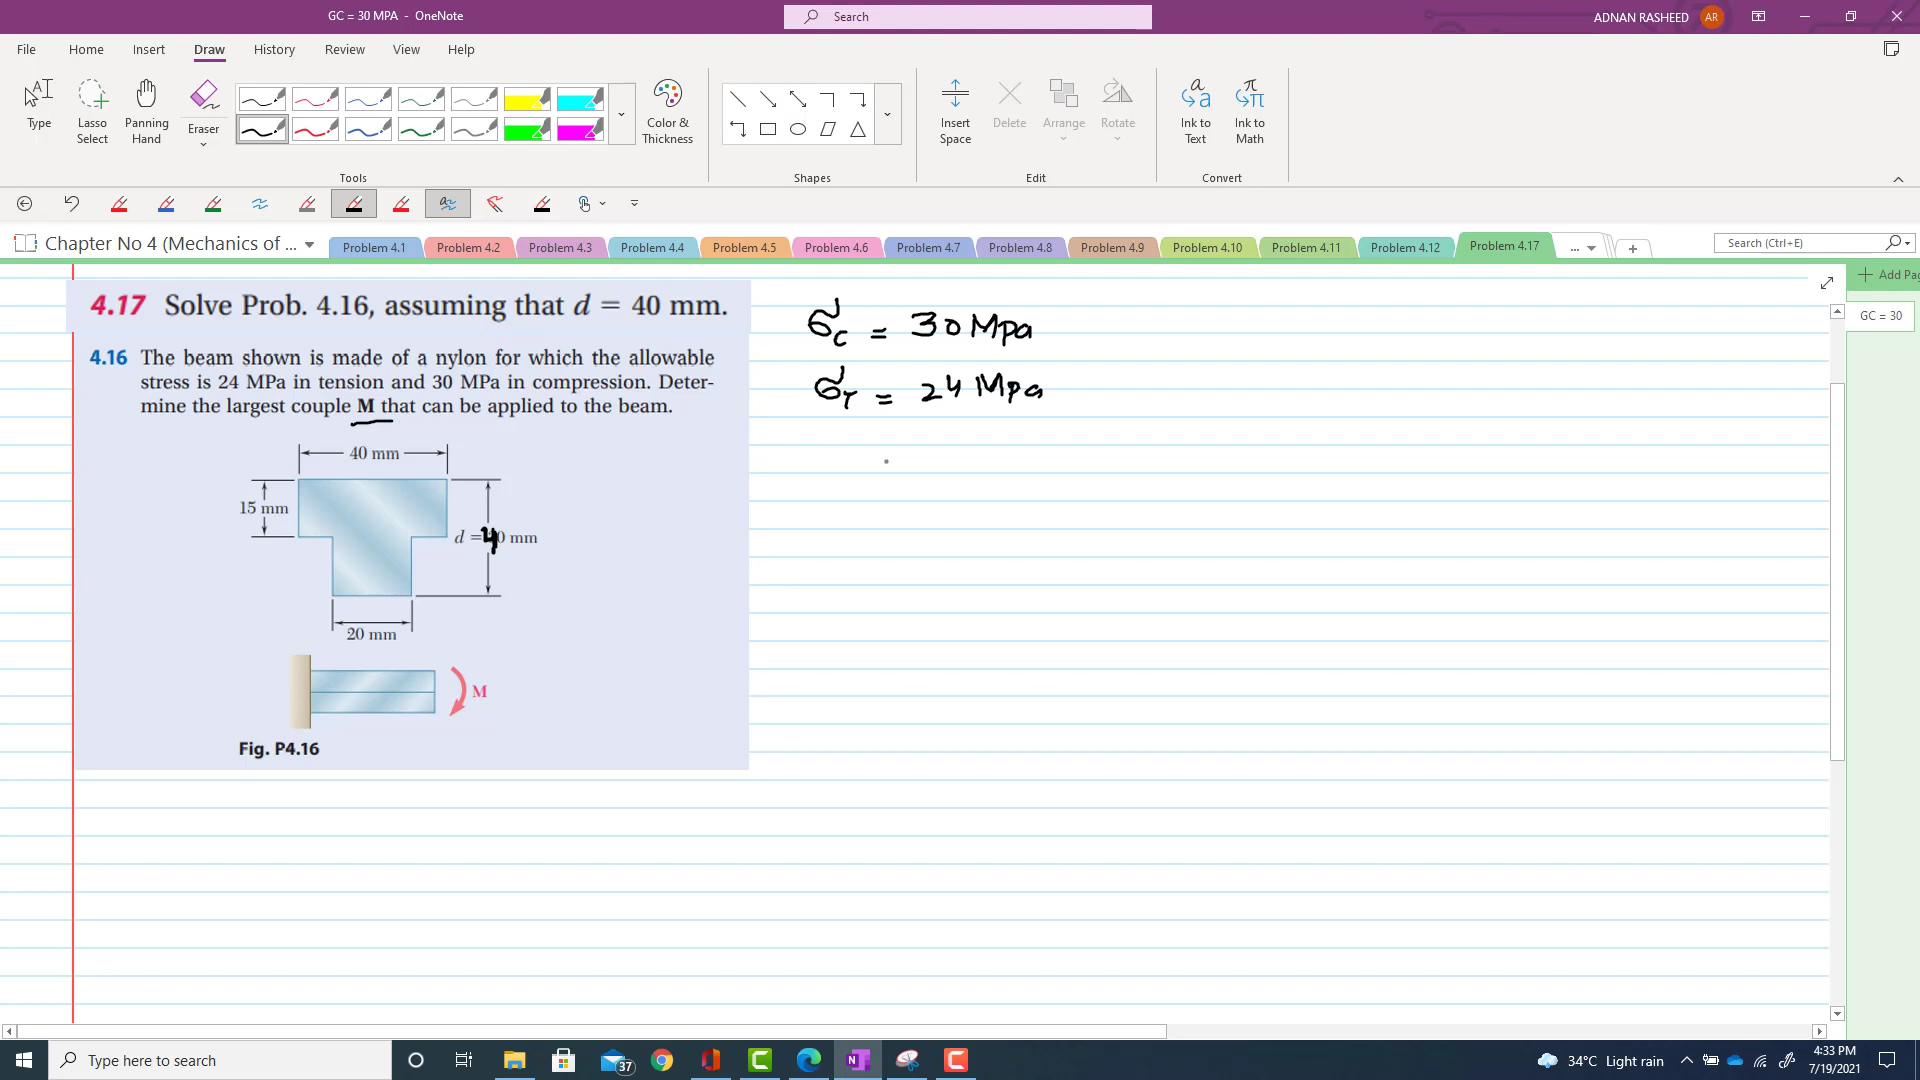 GC = 30 MPA - OneNote
Search
ADNAN RASHEED
AR
File
Home
Insert
Draw
History
Review
View
Help
Type
Lasso Select
Panning Hand
Eraser
Color & Thickness
Insert Space
Delete
Arrange
Rotate
Ink to Text
Ink to Math
Tools
Shapes
Edit
Convert
Chapter No 4 (Mechanics of ...
Problem 4.1
Problem 4.2
Problem 4.3
Problem 4.4
Problem 4.5
Problem 4.6
Problem 4.7
Problem 4.8
Problem 4.9
Problem 4.10
Problem 4.11
Problem 4.12
Problem 4.17
...
Search (Ctrl+E)
Add Pag
GC = 30
4.17 Solve Prob. 4.16, assuming that d = 40 mm.
4.16 The beam shown is made of a nylon for which the allowable
stress is 24 MPa in tension and 30 MPa in compression. Deter-
mine the largest couple M that can be applied to the beam.
40 mm
15 mm
d = 40 mm
20 mm
M
Fig. P4.16
σc = 30 Mpa
σT = 24 Mpa
Type here to search
37
34°C Light rain
4:33 PM
7/19/2021